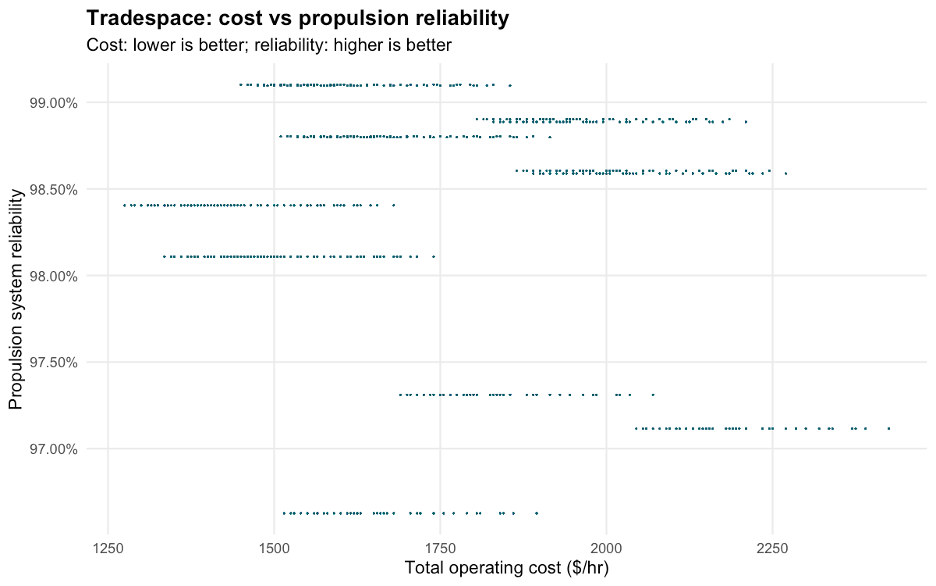 Tradespace: cost vs propulsion reliability
Cost: lower is better; reliability: higher is better
Propulsion system reliability
99.00%
98.50%
98.00%
97.50%
97.00%
1250 1500 1750 2000 2250
Total operating cost ($/hr)